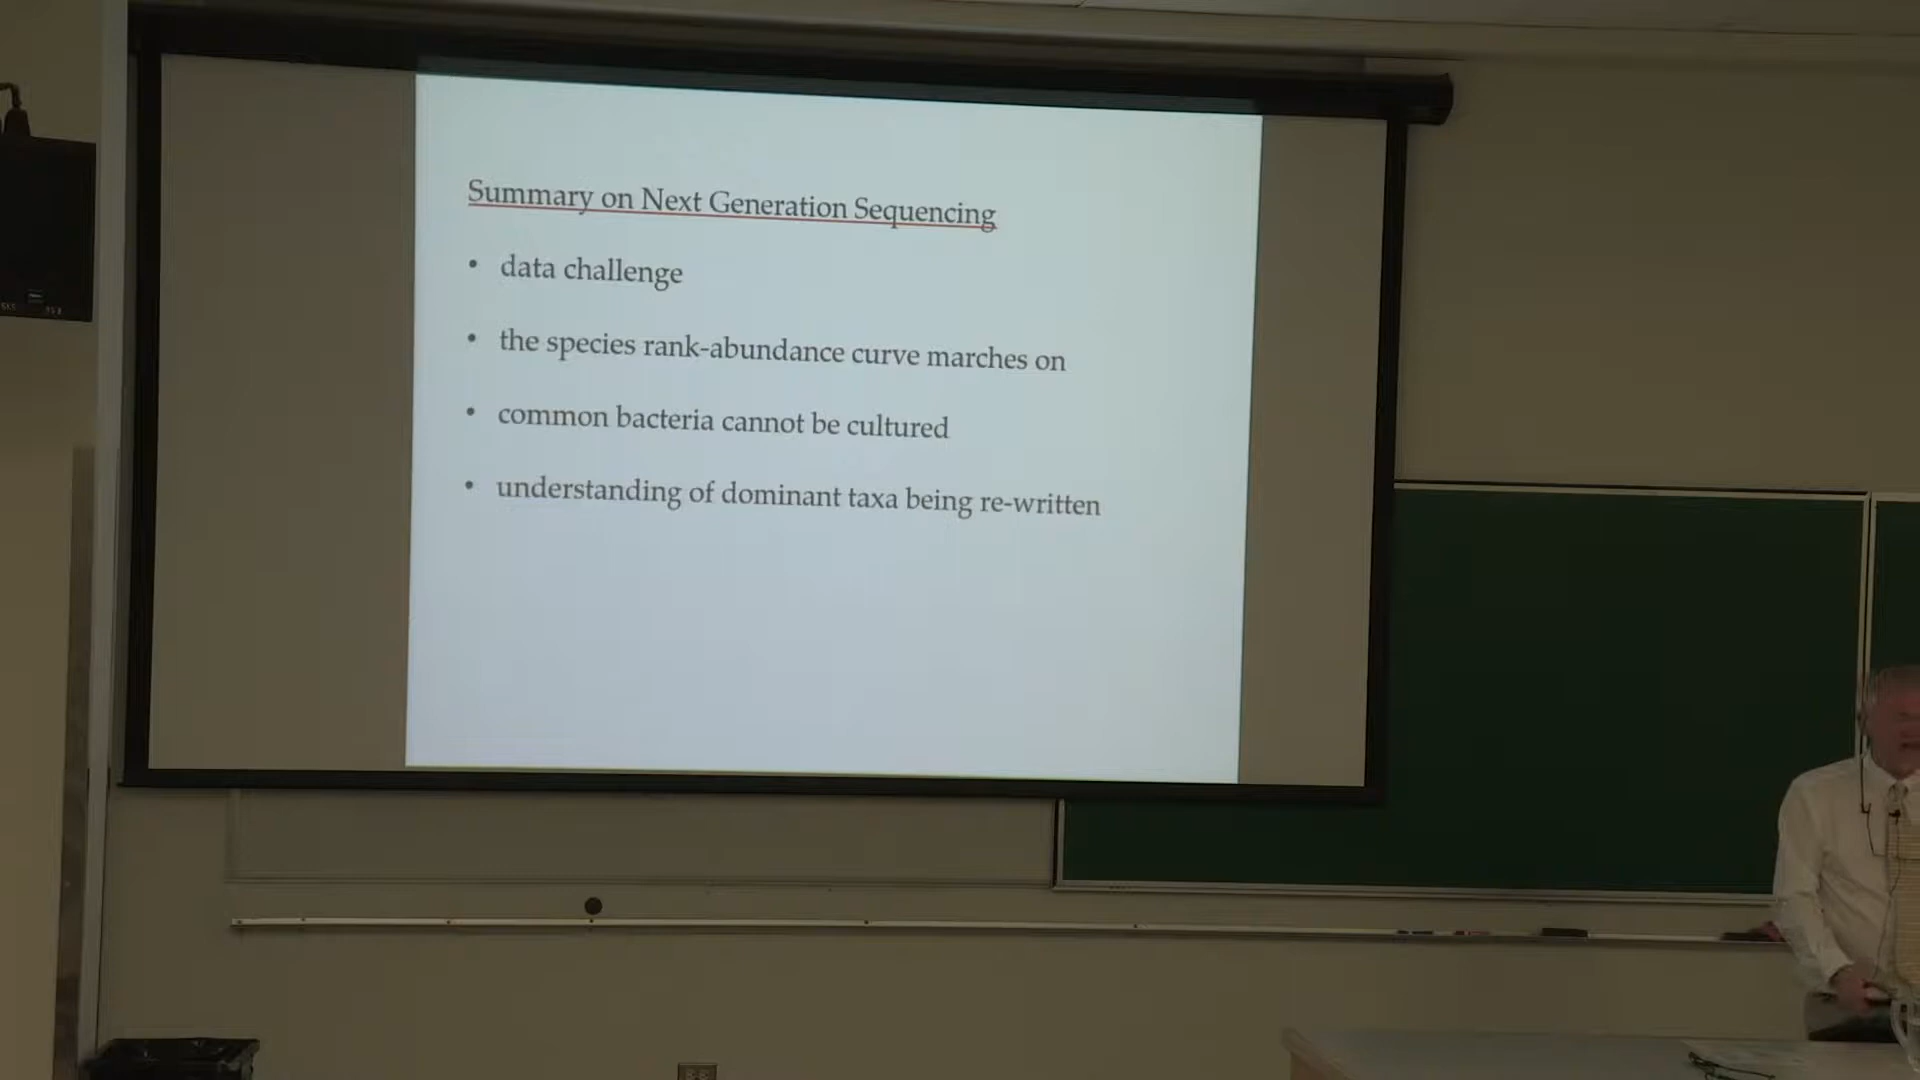 Summary on Next Generation Sequencing
• data challenge
• the species rank-abundance curve marches on
• common bacteria cannot be cultured
• understanding of dominant taxa being re-written